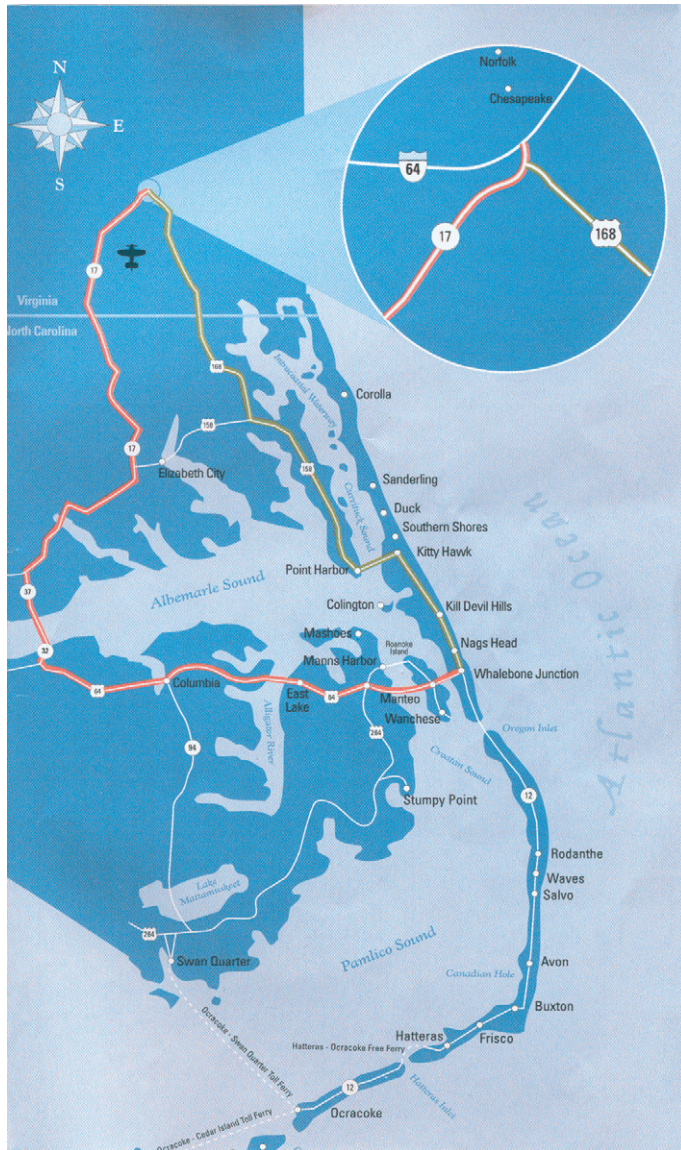 N
E
S
Norfolk
Chesapeake
64
17
168
17
Virginia
North Carolina
168
Intracoastal Waterway
Corolla
158
17
Elizabeth City
158
Sanderling
Currituck Sound
Duck
Southern Shores
Kitty Hawk
Atlantic Ocean
Point Harbor
Albemarle Sound
37
Colington
Kill Devil Hills
Mashoes
32
Roanoke
Island
Nags Head
Manns Harbor
Whalebone Junction
64
Columbia
East
Lake
64
Manteo
Wanchese
Alligator River
264
Oregon Inlet
94
Croatan Sound
Stumpy Point
12
Rodanthe
Waves
Salvo
Lake
Mattamuskeet
264
Pamlico Sound
Swan Quarter
Avon
Canadian Hole
Buxton
Ocracoke - Swan Quarter Toll Ferry
Hatteras
Frisco
Hatteras - Ocracoke Free Ferry
Hatteras Inlet
12
Ocracoke
Ocracoke - Cedar Island Toll Ferry